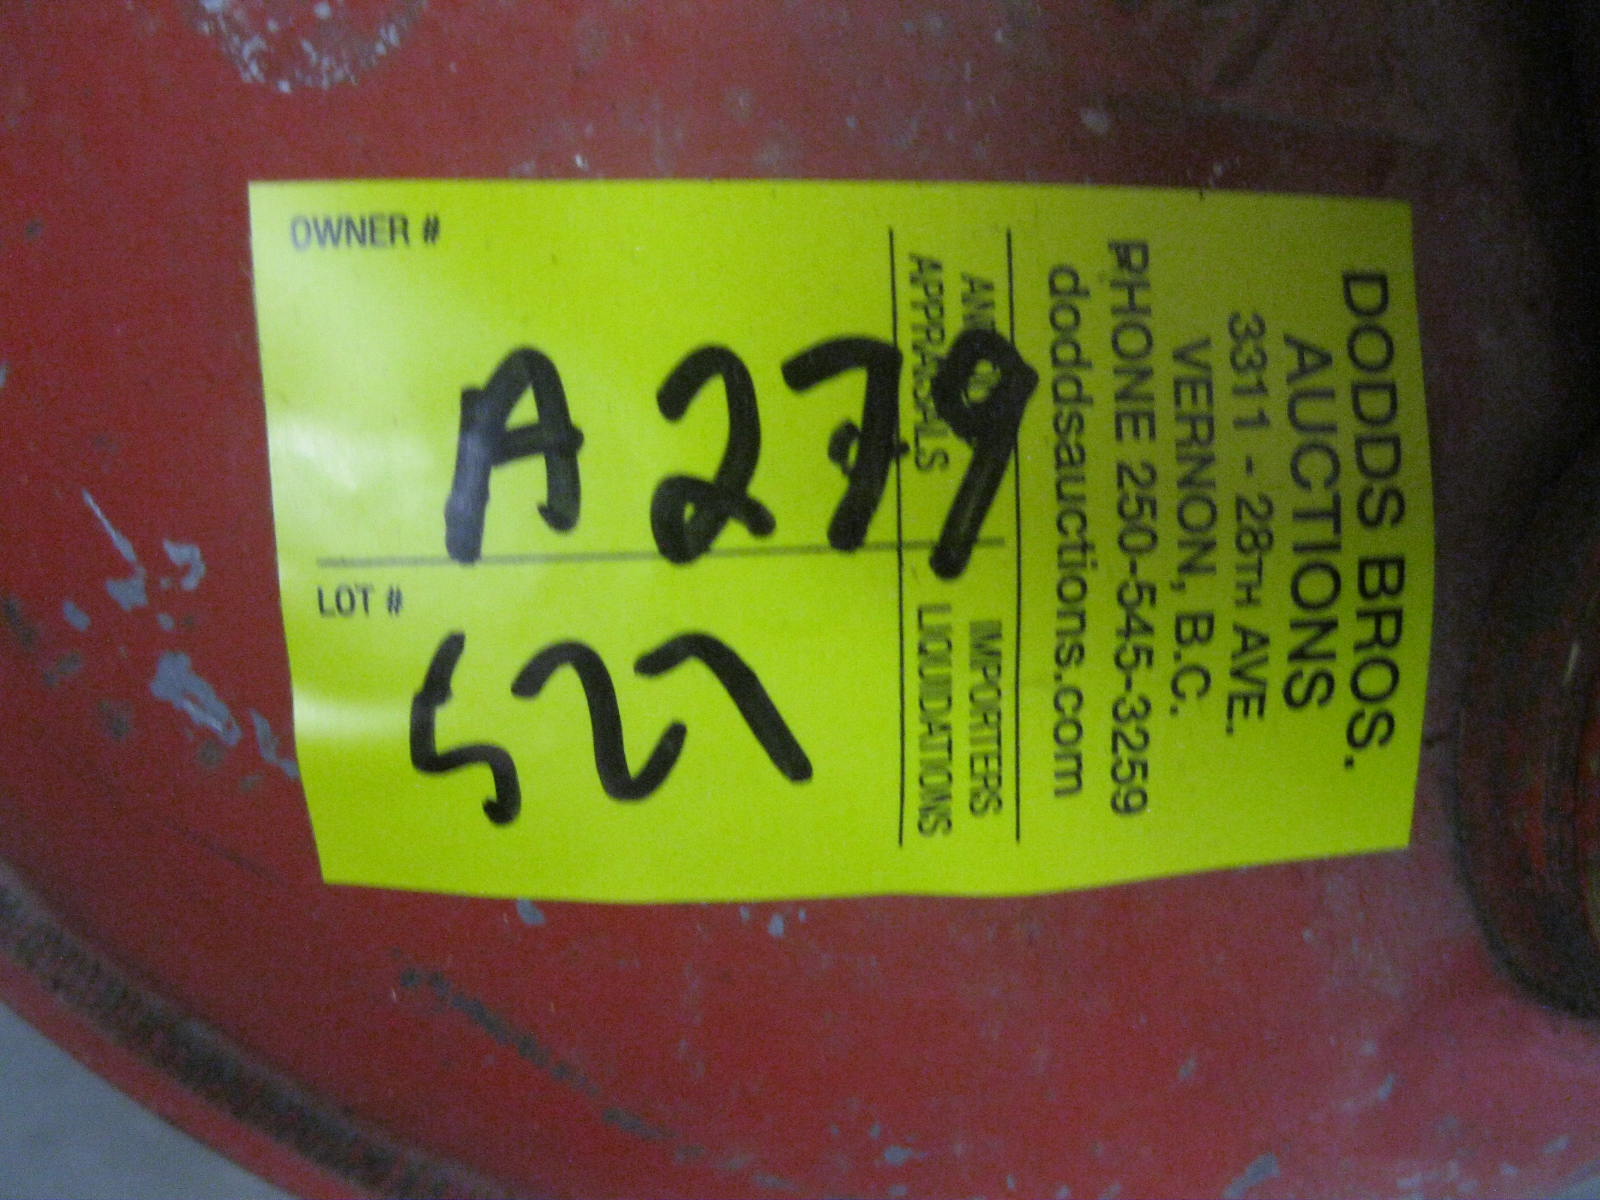 DODDS BROS.
AUCTIONS
3311 - 28TH AVE.
VERNON, B.C.
PHONE 250-545-3259
doddsauctions.com
IMPORTERS
APPRAISALS LIQUIDATIONS
OWNER #
A 279
LOT #
527